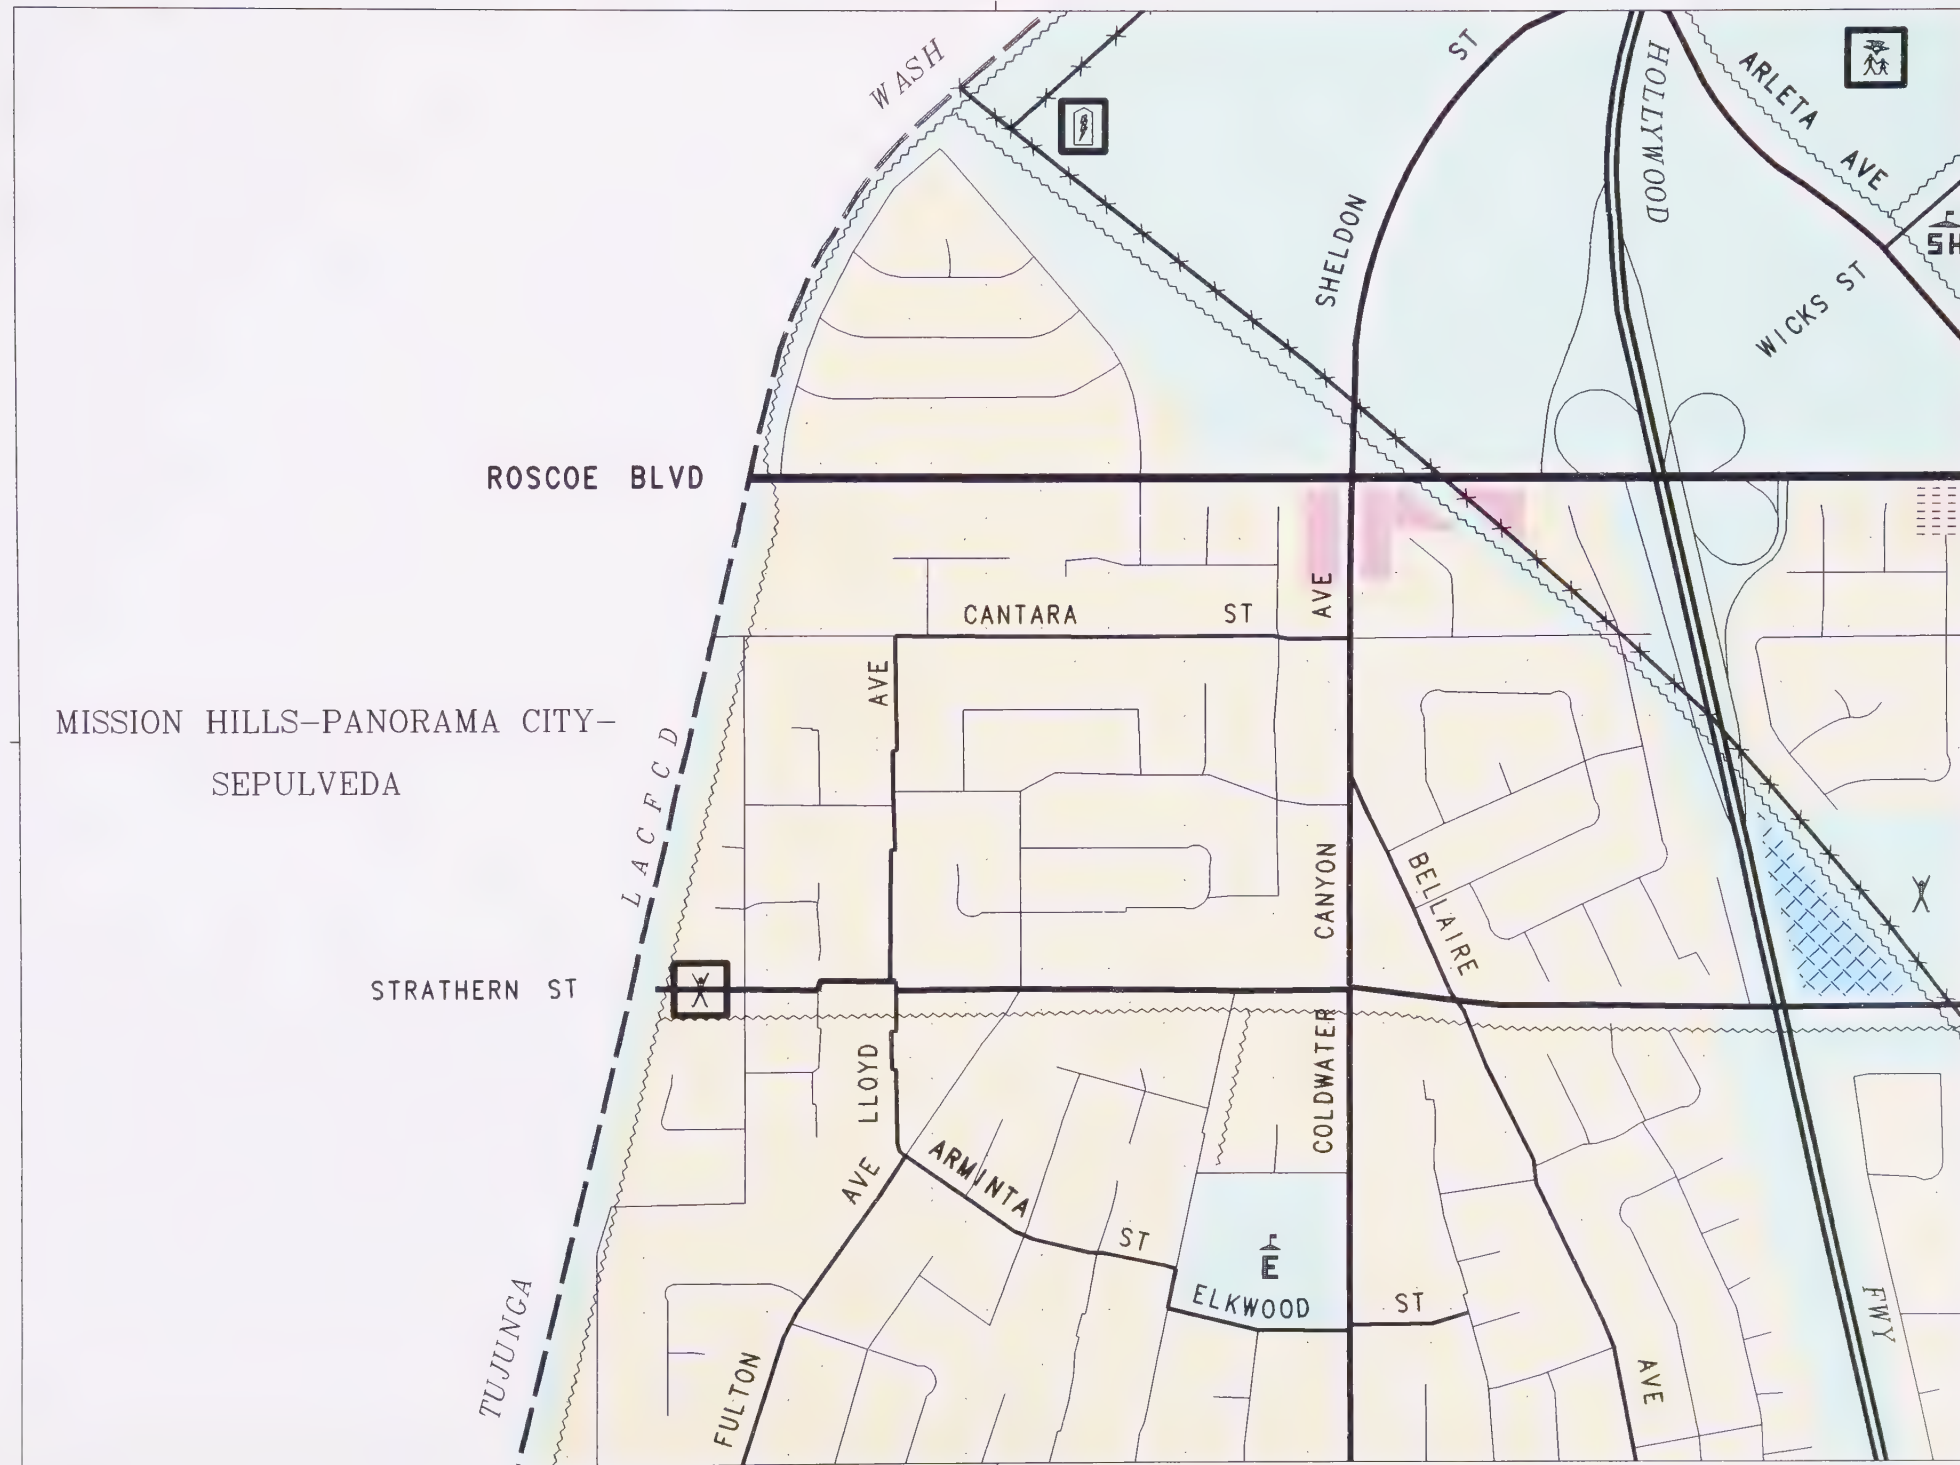 WASH
ST
HOLLYWOOD
ARLETA
AVE
SHELDON
SH
WICKS ST
ROSCOE BLVD
CANTARA ST
AVE
AVE
MISSION HILLS-PANORAMA CITY-
SEPULVEDA
LACFCD
CANYON
BELLAIRE
STRATHERN ST
LLOYD
COLDWATER
AVE
ARMINTA
ST
E
ELKWOOD
ST
TUJUNGA
FULTON
AVE
FWY